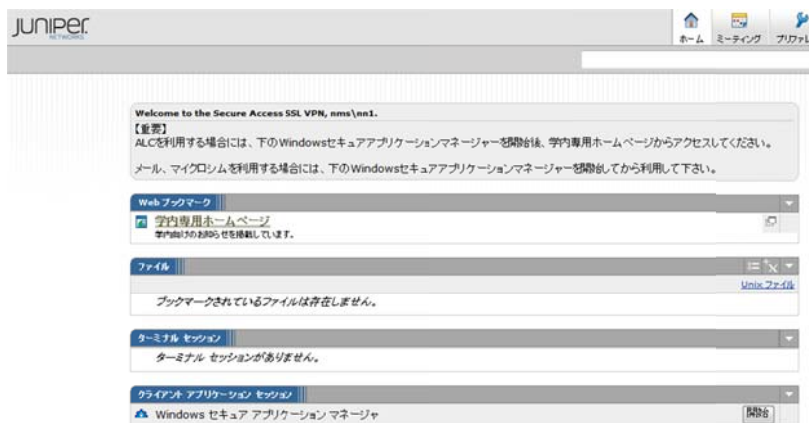 JUNIPer
NETWORKS
ホーム ミーティング プリファレ
Welcome to the Secure Access SSL VPN, nms\nn1.
【重要】
ALCを利用する場合には、下のWindowsセキュアアプリケーションマネージャーを開始後、学内専用ホームページからアクセスしてください。
メール、マイクロシムを利用する場合には、下のWindowsセキュアアプリケーションマネージャーを開始してから利用して下さい。
Web ブックマーク
学内専用ホームページ
学内向けのお知らせを掲載しています。
ファイル
Unix ファイル
ブックマークされているファイルは存在しません。
ターミナル セッション
ターミナル セッションがありません。
クライアント アプリケーション セッション
Windows セキュア アプリケーション マネージャ 開始